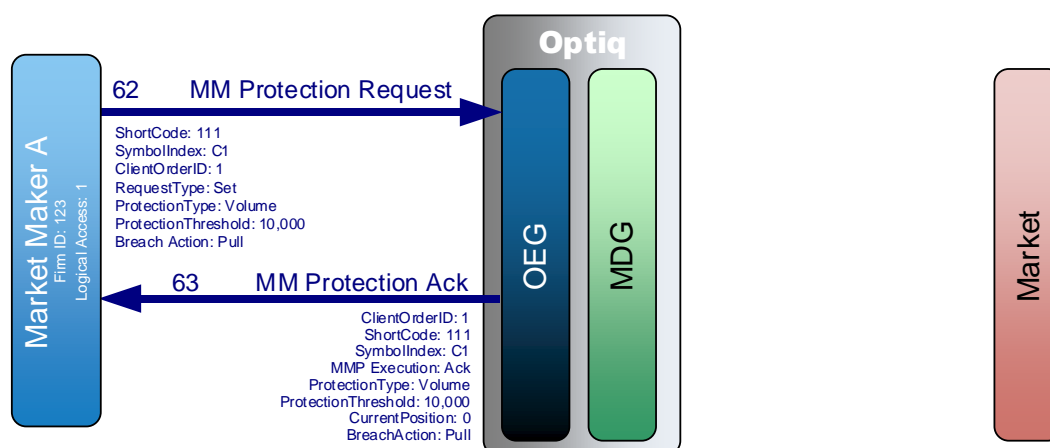 Optiq
62 MM Protection Request
ShortCode: 111
SymbolIndex: C1
ClientOrderID: 1
RequestType: Set
ProtectionType: Volume
ProtectionThreshold: 10,000
Breach Action: Pull
Market Maker A
Firm ID: 123
Logical Access: 1
OEG
MDG
Market
63 MM Protection Ack
ClientOrderID: 1
ShortCode: 111
SymbolIndex: C1
MMP Execution: Ack
ProtectionType: Volume
ProtectionThreshold: 10,000
CurrentPosition: 0
BreachAction: Pull